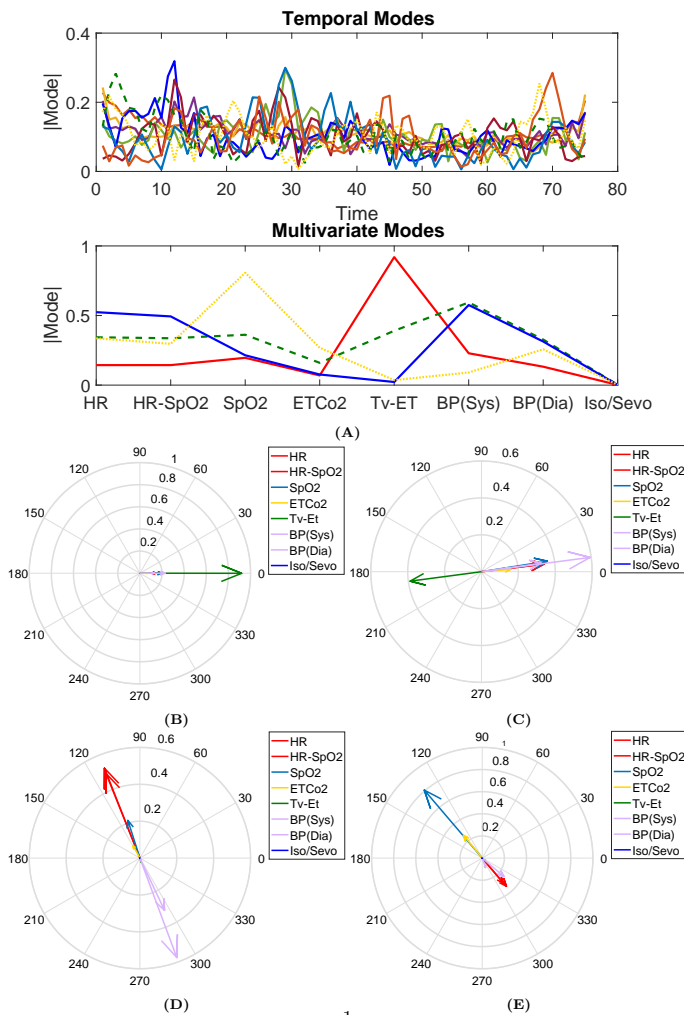 Temporal Modes
0.4
0.2
0
|Mode|
0 10 20 30 40 50 60 70 80
Time
Multivariate Modes
1
0.5
0
|Mode|
HR HR-SpO2 SpO2 ETCo2 Tv-ET BP(Sys) BP(Dia) Iso/Sevo
(A)
90
120 60
150 30
180 0
210 330
240 300
270
1
0.8
0.6
0.4
0.2
HR
HR-SpO2
SpO2
ETCo2
Tv-Et
BP(Sys)
BP(Dia)
Iso/Sevo
(B)
90
120 60
150 30
180 0
210 330
240 300
270
0.6
0.4
0.2
HR
HR-SpO2
SpO2
ETCo2
Tv-Et
BP(Sys)
BP(Dia)
Iso/Sevo
(C)
90
120 60
150 30
180 0
210 330
240 300
270
0.6
0.4
0.2
HR
HR-SpO2
SpO2
ETCo2
Tv-Et
BP(Sys)
BP(Dia)
Iso/Sevo
(D)
90
120 60
150 30
180 0
210 330
240 300
270
1
0.8
0.6
0.4
0.2
HR
HR-SpO2
SpO2
ETCo2
Tv-Et
BP(Sys)
BP(Dia)
Iso/Sevo
(E)
1